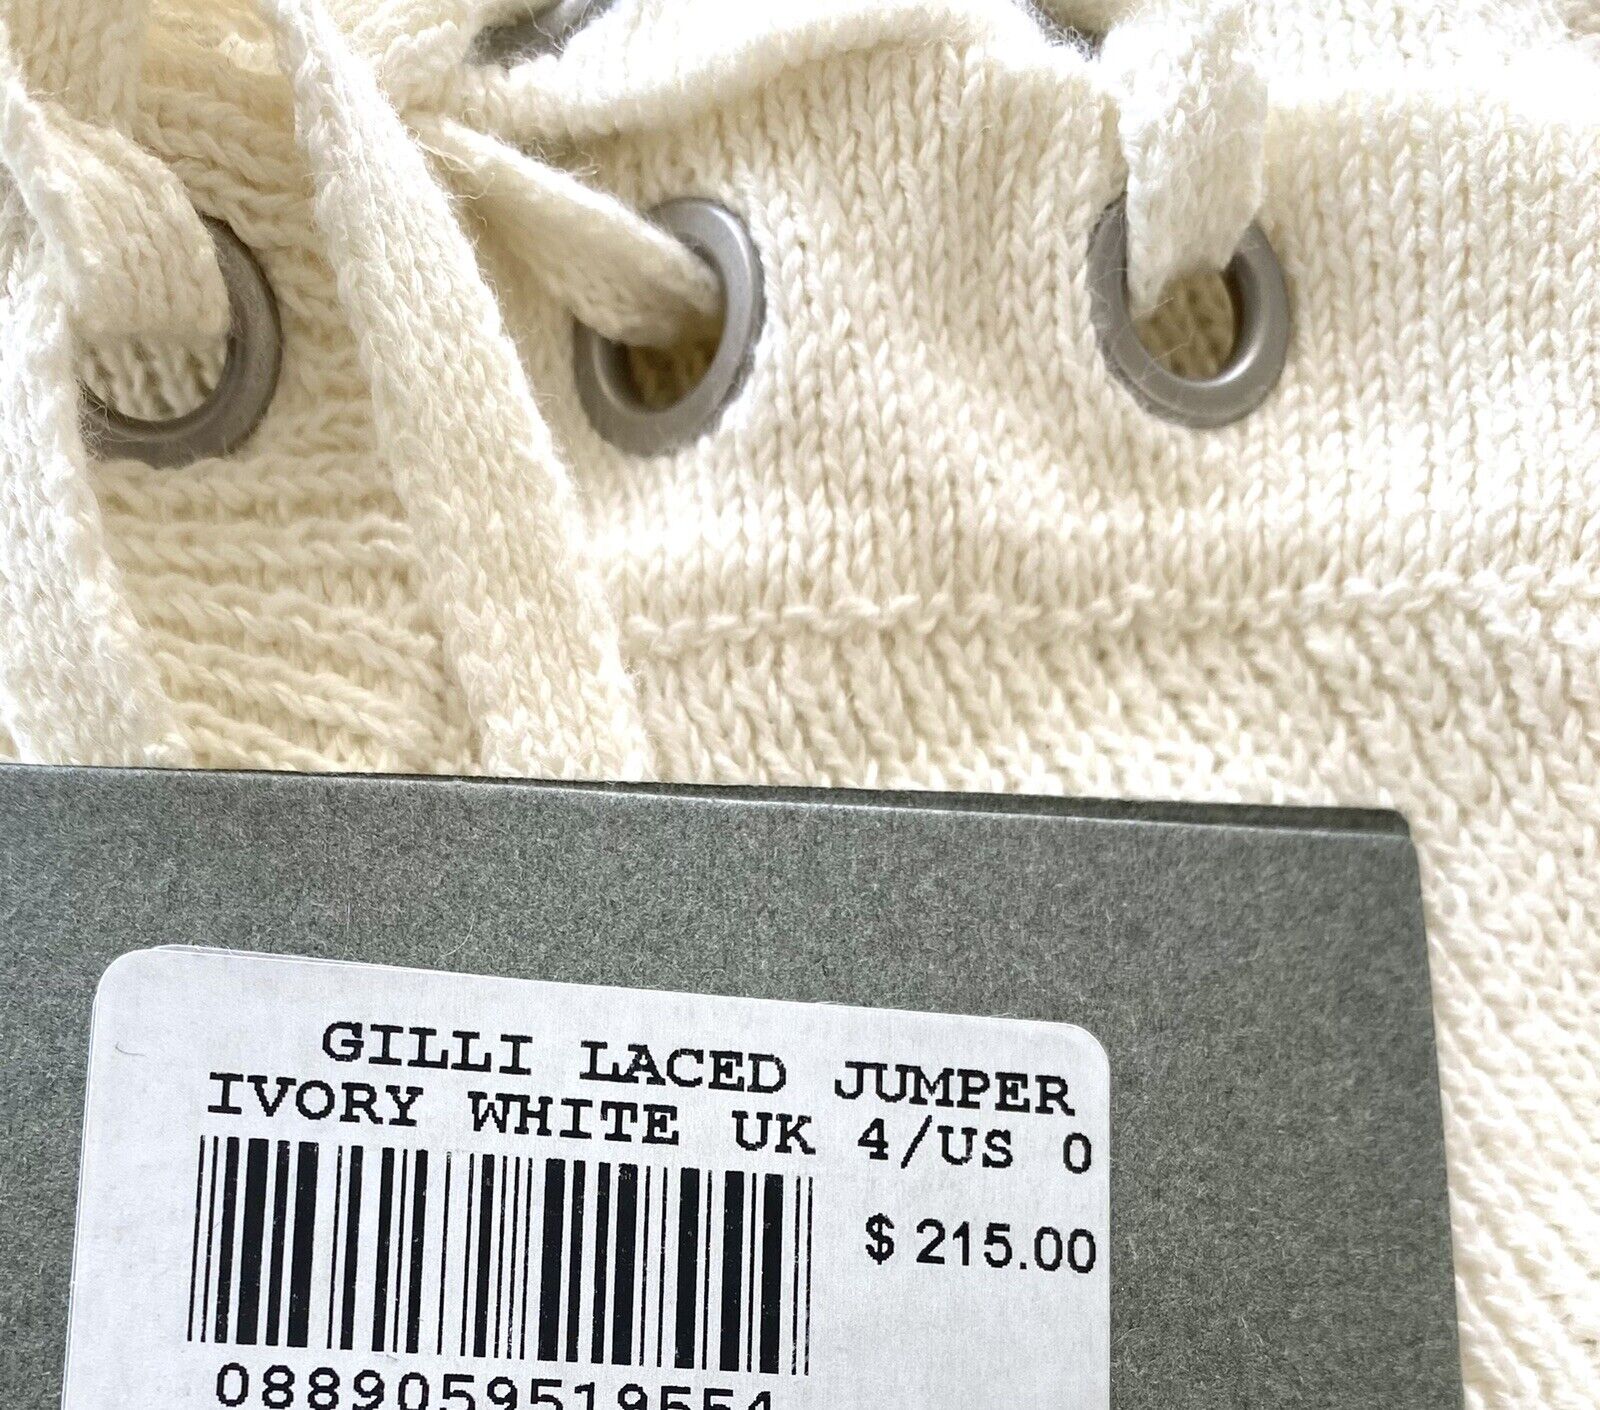 GILLI LACED JUMPER
IVORY WHITE UK 4/US 0
$ 215.00
0889059519554